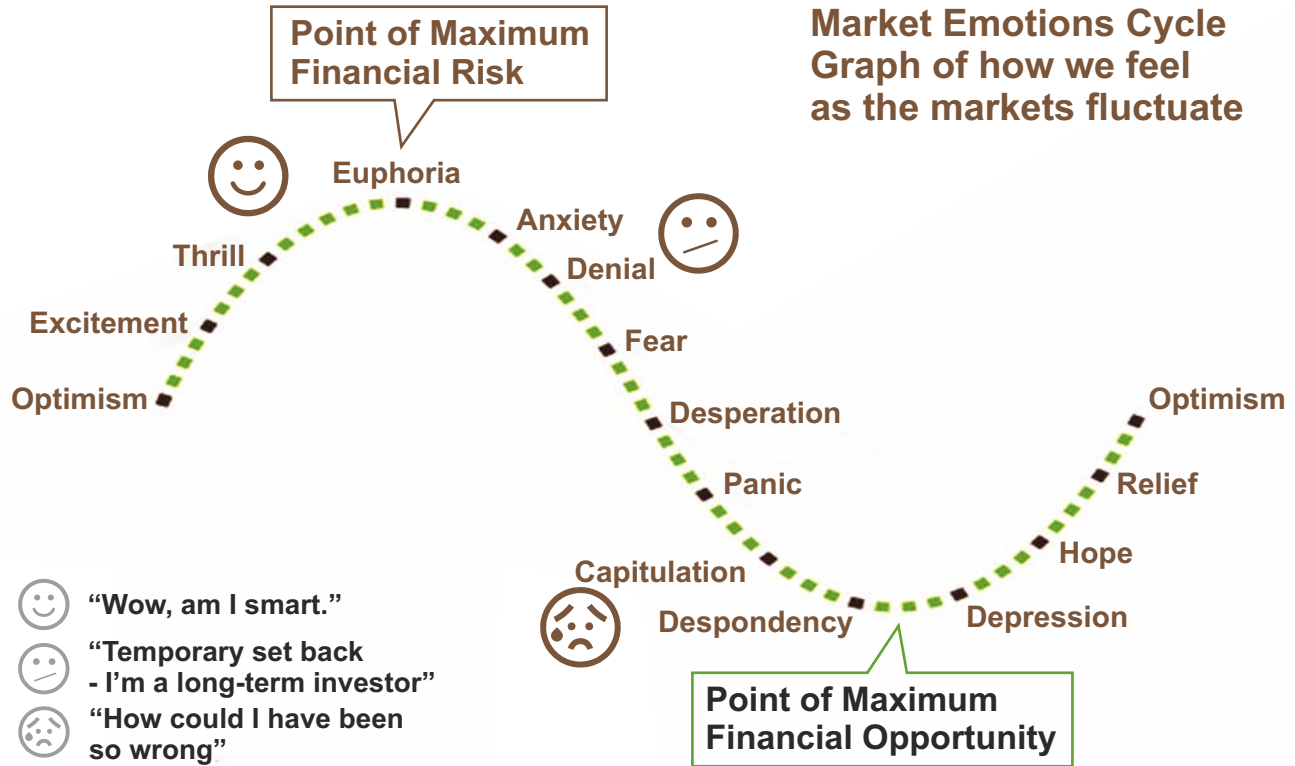 Point of Maximum
Financial Risk
Market Emotions Cycle
Graph of how we feel
as the markets fluctuate
Euphoria
Anxiety
Thrill
Denial
Excitement
Fear
Optimism
Desperation
Optimism
Panic
Relief
Hope
Capitulation
Despondency
Depression
“Wow, am I smart.”
“Temporary set back
- I’m a long-term investor”
“How could I have been
so wrong”
Point of Maximum
Financial Opportunity